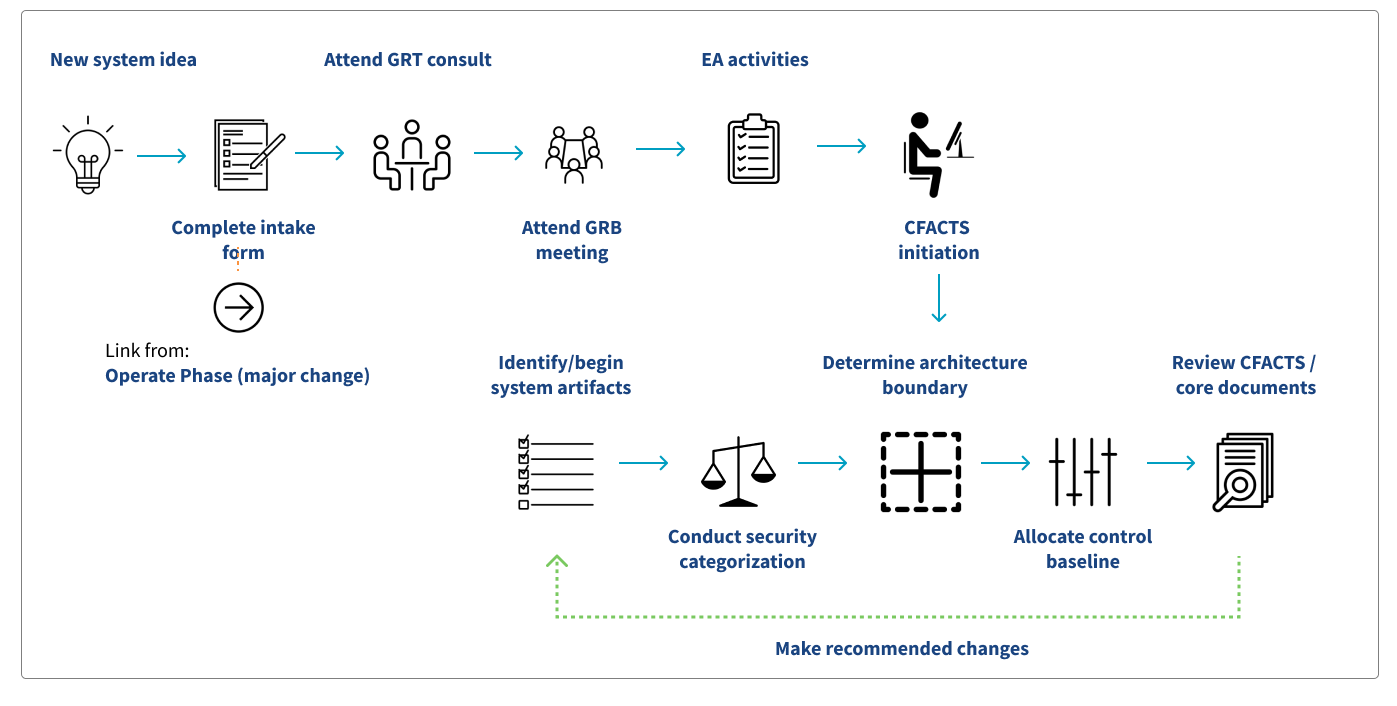 New system idea
Attend GRT consult
EA activities
Complete intake
form
Attend GRB
meeting
CFACTS
initiation
Link from:
Operate Phase (major change)
Identify/begin
system artifacts
Determine architecture
boundary
Review CFACTS /
core documents
Conduct security
categorization
Allocate control
baseline
Make recommended changes